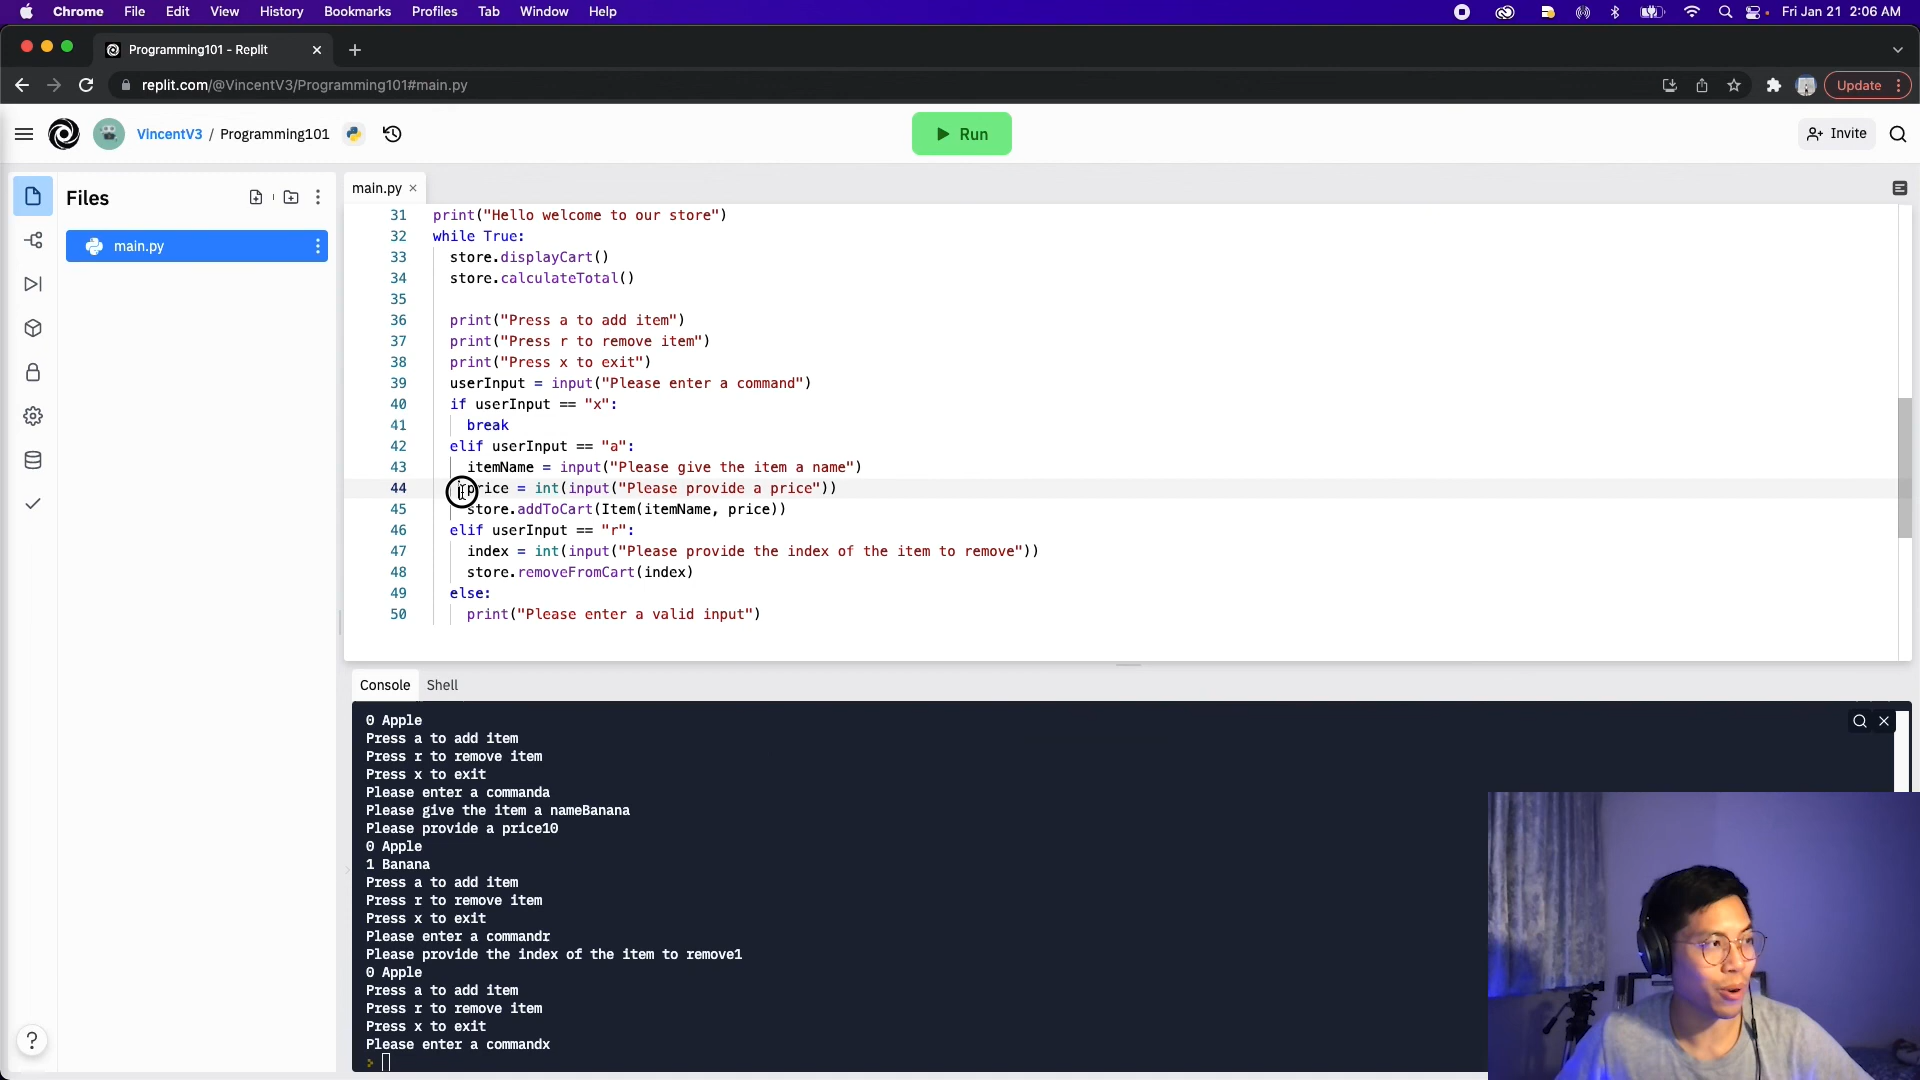 Chrome File Edit View History Bookmarks Profiles Tab Window Help Fri Jan 21 2:06 AM
Programming101 - Replit
replit.com/@VincentV3/Programming101#main.py Update
VincentV3 / Programming101 Run Invite
Files
main.py
main.py
31 print("Hello welcome to our store")
32 while True:
33 store.displayCart()
34 store.calculateTotal()
35
36 print("Press a to add item")
37 print("Press r to remove item")
38 print("Press x to exit")
39 userInput = input("Please enter a command")
40 if userInput == "x":
41 break
42 elif userInput == "a":
43 itemName = input("Please give the item a name")
44 price = int(input("Please provide a price"))
45 store.addToCart(Item(itemName, price))
46 elif userInput == "r":
47 index = int(input("Please provide the index of the item to remove"))
48 store.removeFromCart(index)
49 else:
50 print("Please enter a valid input")
Console Shell
0 Apple
Press a to add item
Press r to remove item
Press x to exit
Please enter a commanda
Please give the item a nameBanana
Please provide a price10
0 Apple
1 Banana
Press a to add item
Press r to remove item
Press x to exit
Please enter a commandr
Please provide the index of the item to remove1
0 Apple
Press a to add item
Press r to remove item
Press x to exit
Please enter a commandx
>
?